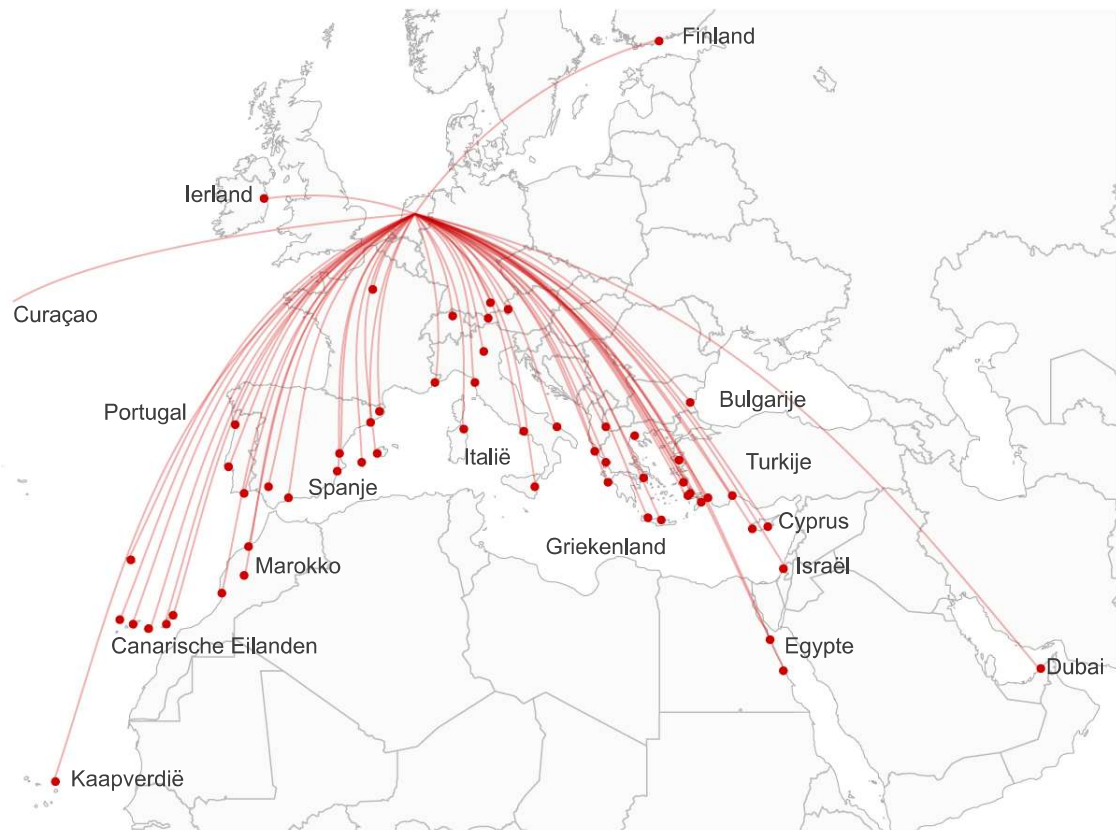 Finland
Ierland
Curaçao
Portugal
Bulgarije
Italië
Turkije
Spanje
Cyprus
Griekenland
Marokko
Israël
Canarische Eilanden
Egypte
Dubai
Kaapverdië